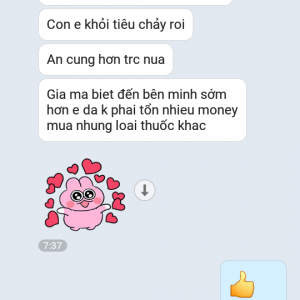 Con e khỏi tiêu chảy roi
An cung hơn trc nua
Gia ma biet đến bên mình sớm
hơn e da k phai tổn nhieu money
mua nhung loai thuốc khac
7:37